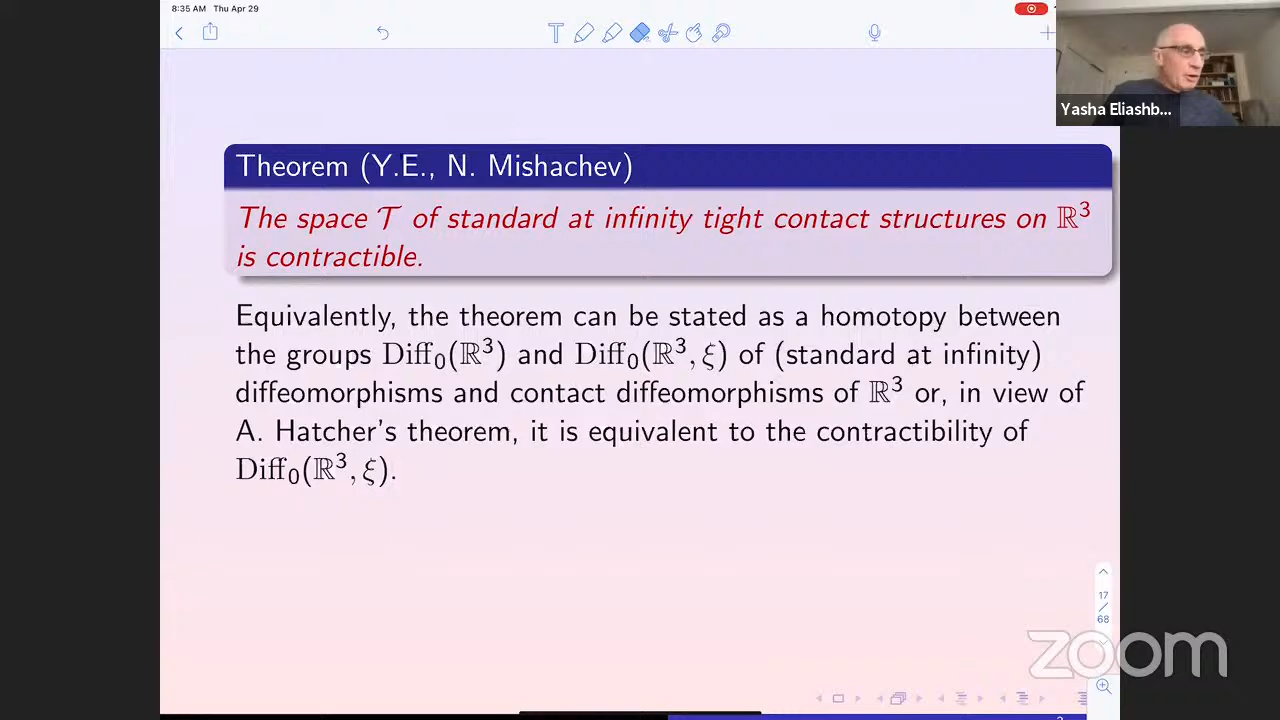 8:35 AM Thu Apr 29
Yasha Eliashb...
Theorem (Y.E., N. Mishachev)
The space 𝒯 of standard at infinity tight contact structures on ℝ³
is contractible.
Equivalently, the theorem can be stated as a homotopy between
the groups Diff₀(ℝ³) and Diff₀(ℝ³, ξ) of (standard at infinity)
diffeomorphisms and contact diffeomorphisms of ℝ³ or, in view of
A. Hatcher's theorem, it is equivalent to the contractibility of
Diff₀(ℝ³, ξ).
17
/
68
zoom